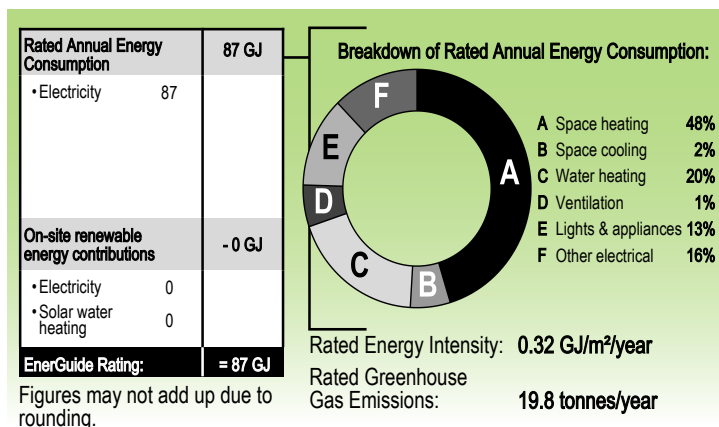 Rated Annual Energy
Consumption
87 GJ
• Electricity 87
On-site renewable
energy contributions
- 0 GJ
• Electricity 0
• Solar water
heating 0
EnerGuide Rating: = 87 GJ
Figures may not add up due to
rounding.
Breakdown of Rated Annual Energy Consumption:
F
E
A
D
C
B
A Space heating 48%
B Space cooling 2%
C Water heating 20%
D Ventilation 1%
E Lights & appliances 13%
F Other electrical 16%
Rated Energy Intensity: 0.32 GJ/m²/year
Rated Greenhouse
Gas Emissions: 19.8 tonnes/year